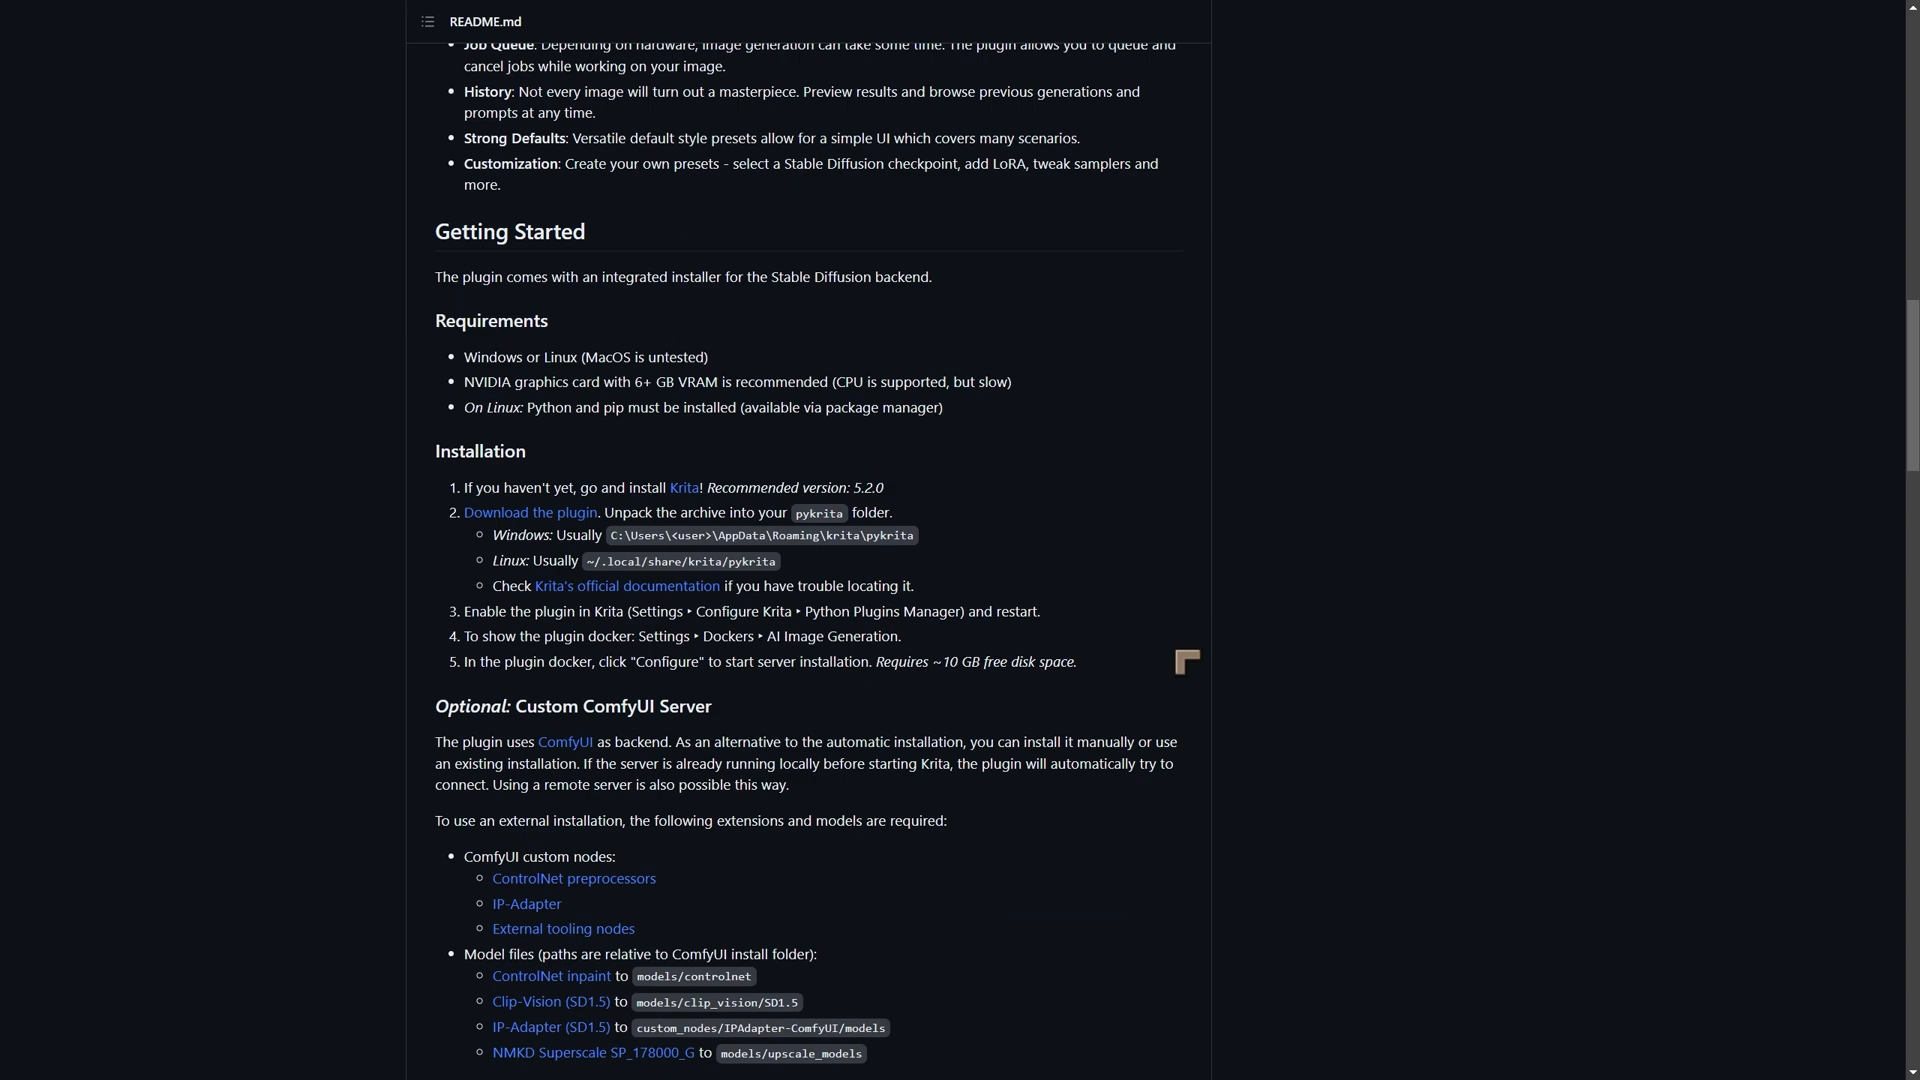 README.md
Job Queue: Depending on hardware, image generation can take some time. The plugin allows you to queue and
cancel jobs while working on your image.
History: Not every image will turn out a masterpiece. Preview results and browse previous generations and
prompts at any time.
Strong Defaults: Versatile default style presets allow for a simple UI which covers many scenarios.
Customization: Create your own presets - select a Stable Diffusion checkpoint, add LoRA, tweak samplers and
more.
Getting Started
The plugin comes with an integrated installer for the Stable Diffusion backend.
Requirements
Windows or Linux (MacOS is untested)
NVIDIA graphics card with 6+ GB VRAM is recommended (CPU is supported, but slow)
On Linux: Python and pip must be installed (available via package manager)
Installation
1. If you haven't yet, go and install Krita! Recommended version: 5.2.0
2. Download the plugin. Unpack the archive into your pykrita folder.
Windows: Usually C:\Users\<user>\AppData\Roaming\krita\pykrita
Linux: Usually ~/.local/share/krita/pykrita
Check Krita's official documentation if you have trouble locating it.
3. Enable the plugin in Krita (Settings ‣ Configure Krita ‣ Python Plugins Manager) and restart.
4. To show the plugin docker: Settings ‣ Dockers ‣ AI Image Generation.
5. In the plugin docker, click "Configure" to start server installation. Requires ~10 GB free disk space.
Optional: Custom ComfyUI Server
The plugin uses ComfyUI as backend. As an alternative to the automatic installation, you can install it manually or use
an existing installation. If the server is already running locally before starting Krita, the plugin will automatically try to
connect. Using a remote server is also possible this way.
To use an external installation, the following extensions and models are required:
ComfyUI custom nodes:
ControlNet preprocessors
IP-Adapter
External tooling nodes
Model files (paths are relative to ComfyUI install folder):
ControlNet inpaint to models/controlnet
Clip-Vision (SD1.5) to models/clip_vision/SD1.5
IP-Adapter (SD1.5) to custom_nodes/IPAdapter-ComfyUI/models
NMKD Superscale SP_178000_G to models/upscale_models